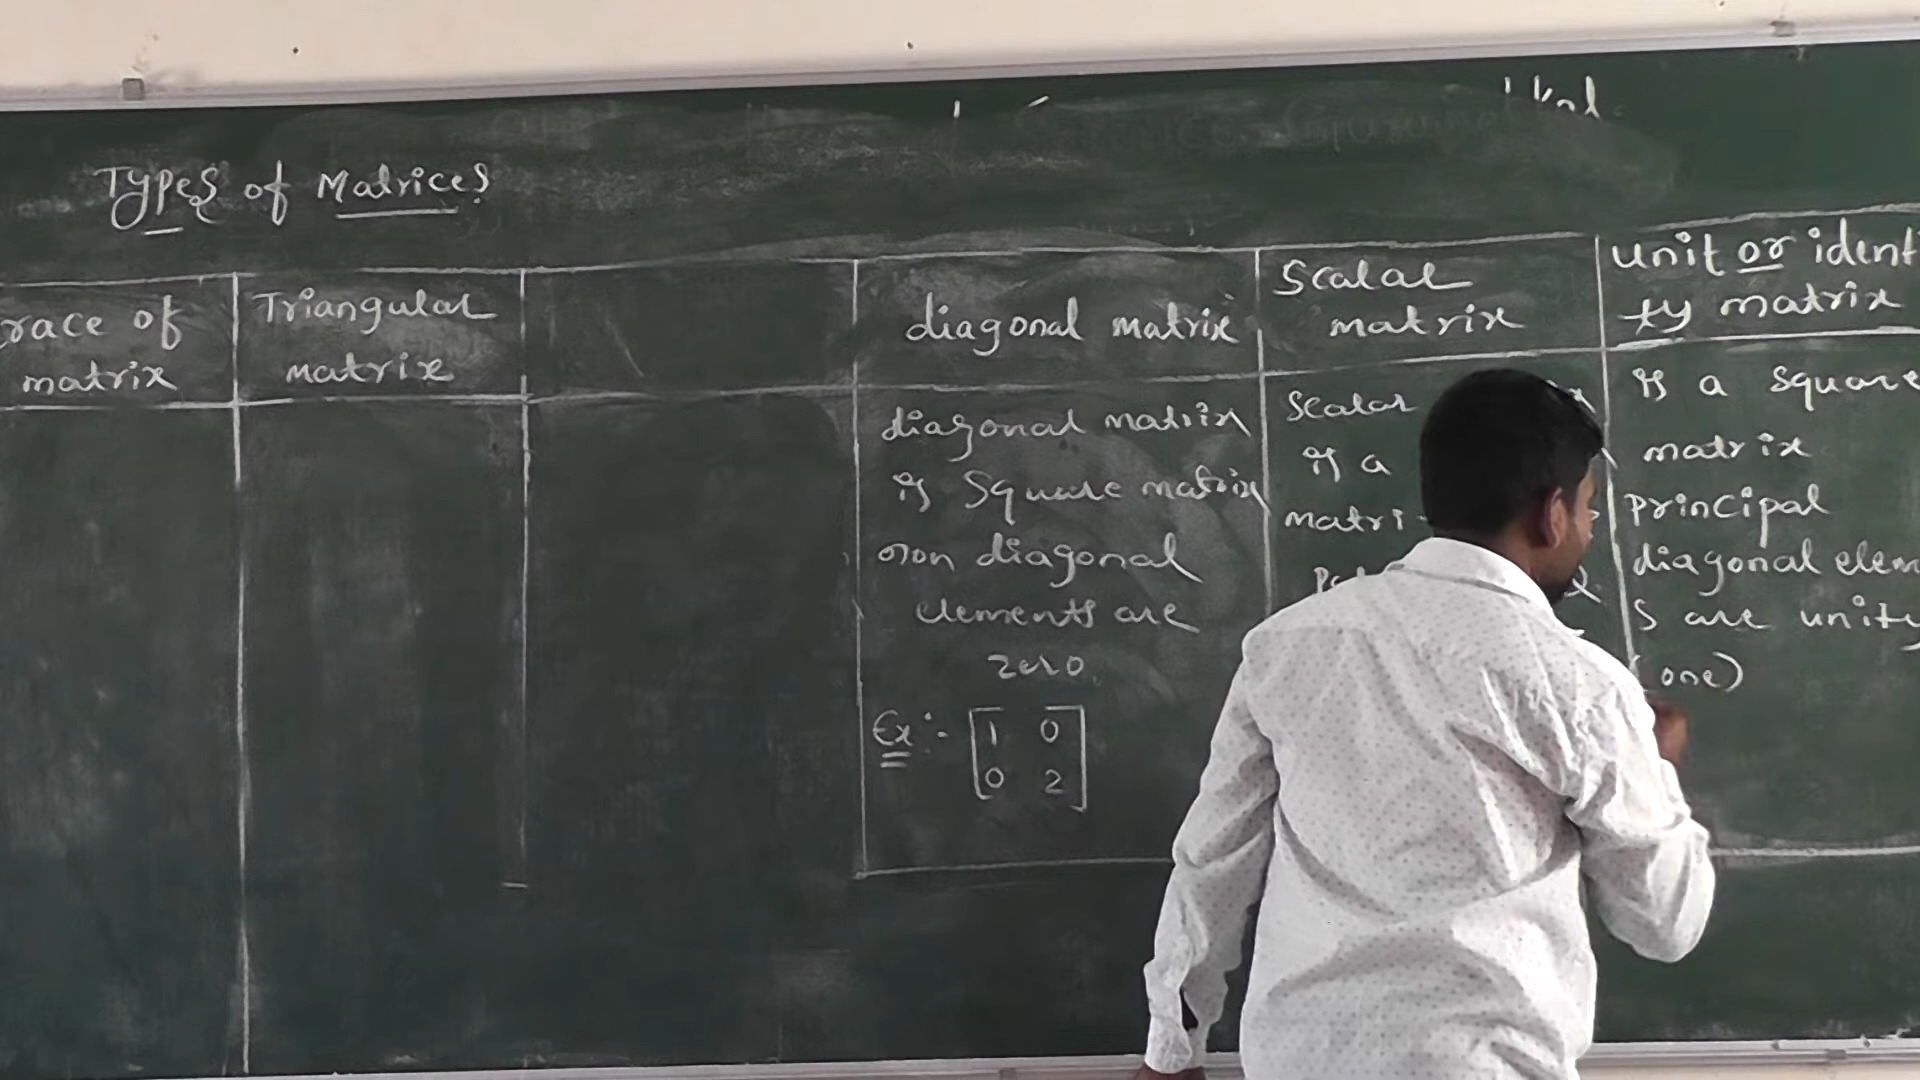 Types of Matrices
race of
matrix
Triangular
matrix
diagonal matrix
diagonal matrix
is Square matrix
non diagonal
elements are
zero.
Ex:- [1 0
0 2]
Scalar
matrix
Scalar
is a
matri
unit or identi
ty matrix
is a square
matrix
principal
diagonal elem
s are unity
(one)